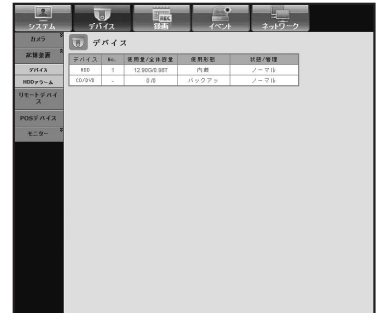 システム デバイス 録画 イベント ネットワーク
カメラ
デバイス
記録装置
デバイス No. 使用量/全体容量 使用形態 状態/管理
デバイス
HDD 1 12.90G/0.98T 内蔵 ノーマル
HDDアラーム
CD/DVD - 0 /0 バックアップ ノーマル
リモートデバイ
ス
POSデバイス
モニター